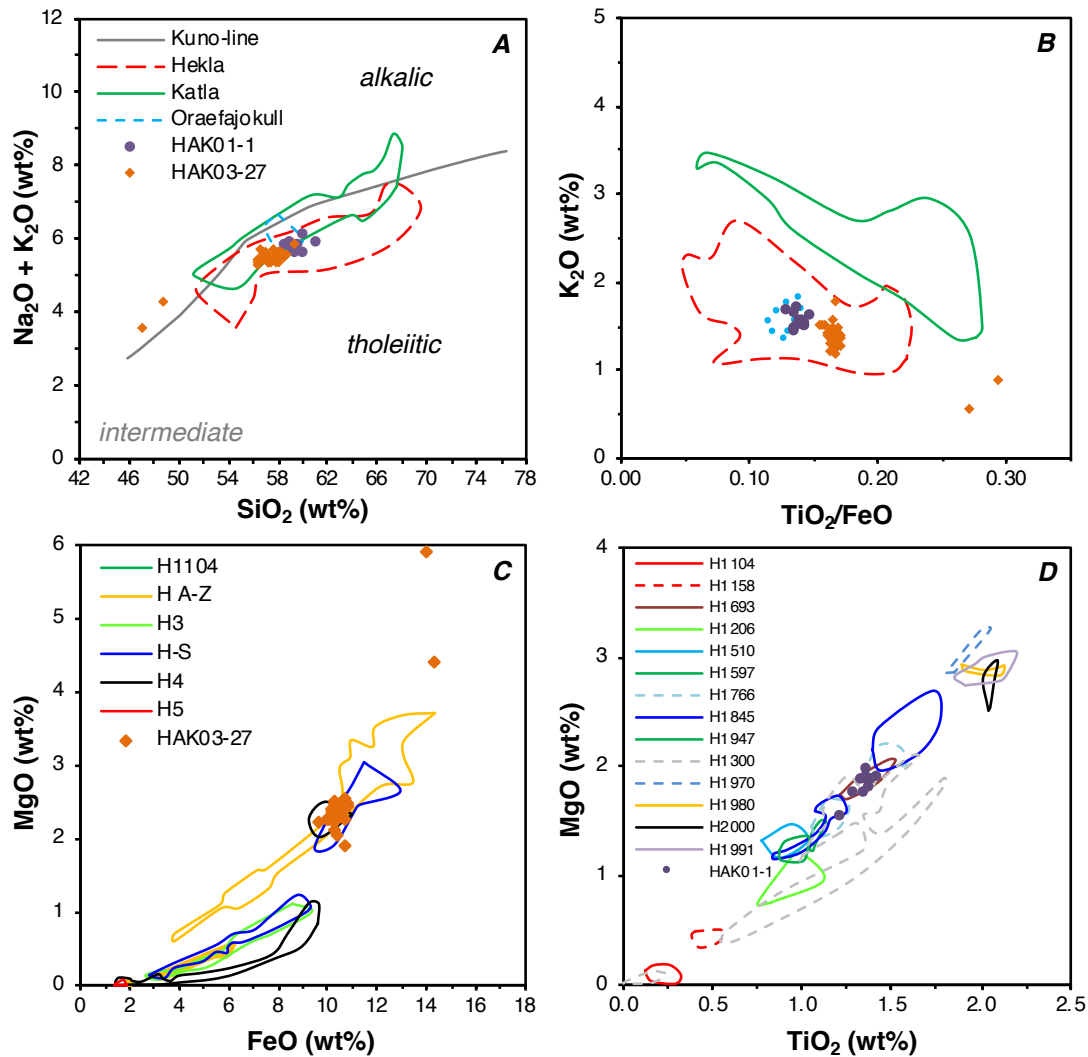 A
Na₂O + K₂O (wt%)
12
10
8
6
4
2
0
Kuno-line
Hekla
Katla
Oraefajokull
HAK01-1
HAK03-27
alkalic
tholeiitic
intermediate
42 46 50 54 58 62 66 70 74 78
SiO₂ (wt%)
B
K₂O (wt%)
5
4
3
2
1
0
0.00 0.10 0.20 0.30
TiO₂/FeO
C
MgO (wt%)
6
5
4
3
2
1
0
H1104
H A-Z
H3
H-S
H4
H5
HAK03-27
0 2 4 6 8 10 12 14 16
FeO (wt%)
D
MgO (wt%)
4
3
2
1
0
H1104
H1158
H1693
H1206
H1510
H1597
H1766
H1845
H1947
H1300
H1970
H1980
H2000
H1991
HAK01-1
0.0 0.5 1.0 1.5 2.0 2.5
TiO₂ (wt%)